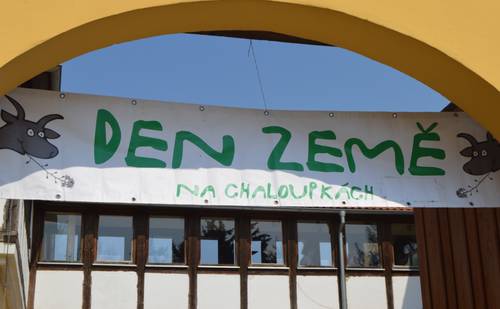 DEN ZEMĚ
NA CHALOUPKÁCH